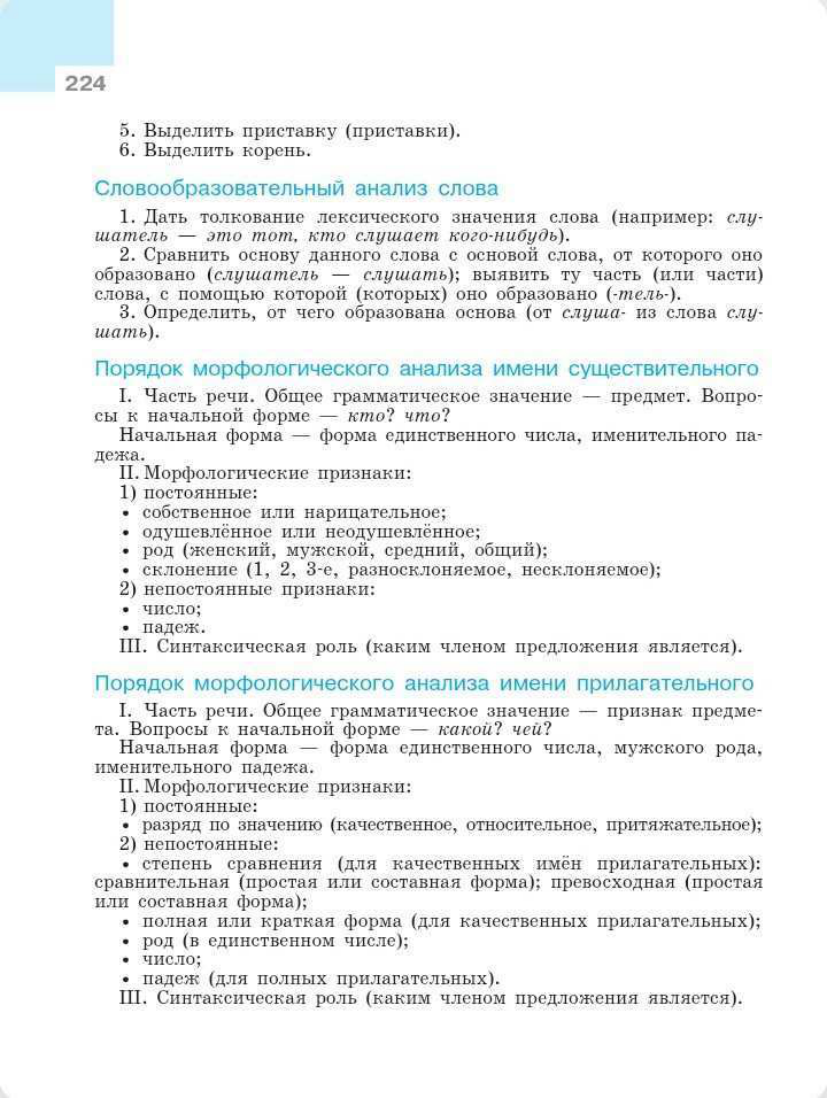 224
5. Выделить приставку (приставки).
6. Выделить корень.
Словообразовательный анализ слова
1. Дать толкование лексического значения слова (например: слу-
шатель — это тот, кто слушает кого-нибудь).
2. Сравнить основу данного слова с основой слова, от которого оно
образовано (слушатель — слушать); выявить ту часть (или части)
слова, с помощью которой (которых) оно образовано (-тель-).
3. Определить, от чего образована основа (от слуша- из слова слу-
шать).
Порядок морфологического анализа имени существительного
I. Часть речи. Общее грамматическое значение — предмет. Вопро-
сы к начальной форме — кто? что?
Начальная форма — форма единственного числа, именительного па-
дежа.
II. Морфологические признаки:
1) постоянные:
• собственное или нарицательное;
• одушевлённое или неодушевлённое;
• род (женский, мужской, средний, общий);
• склонение (1, 2, 3-е, разносклоняемое, несклоняемое);
2) непостоянные признаки:
• число;
• падеж.
III. Синтаксическая роль (каким членом предложения является).
Порядок морфологического анализа имени прилагательного
I. Часть речи. Общее грамматическое значение — признак предме-
та. Вопросы к начальной форме — какой? чей?
Начальная форма — форма единственного числа, мужского рода,
именительного падежа.
II. Морфологические признаки:
1) постоянные:
• разряд по значению (качественное, относительное, притяжательное);
2) непостоянные:
• степень сравнения (для качественных имён прилагательных):
сравнительная (простая или составная форма); превосходная (простая
или составная форма);
• полная или краткая форма (для качественных прилагательных);
• род (в единственном числе);
• число;
• падеж (для полных прилагательных).
III. Синтаксическая роль (каким членом предложения является).